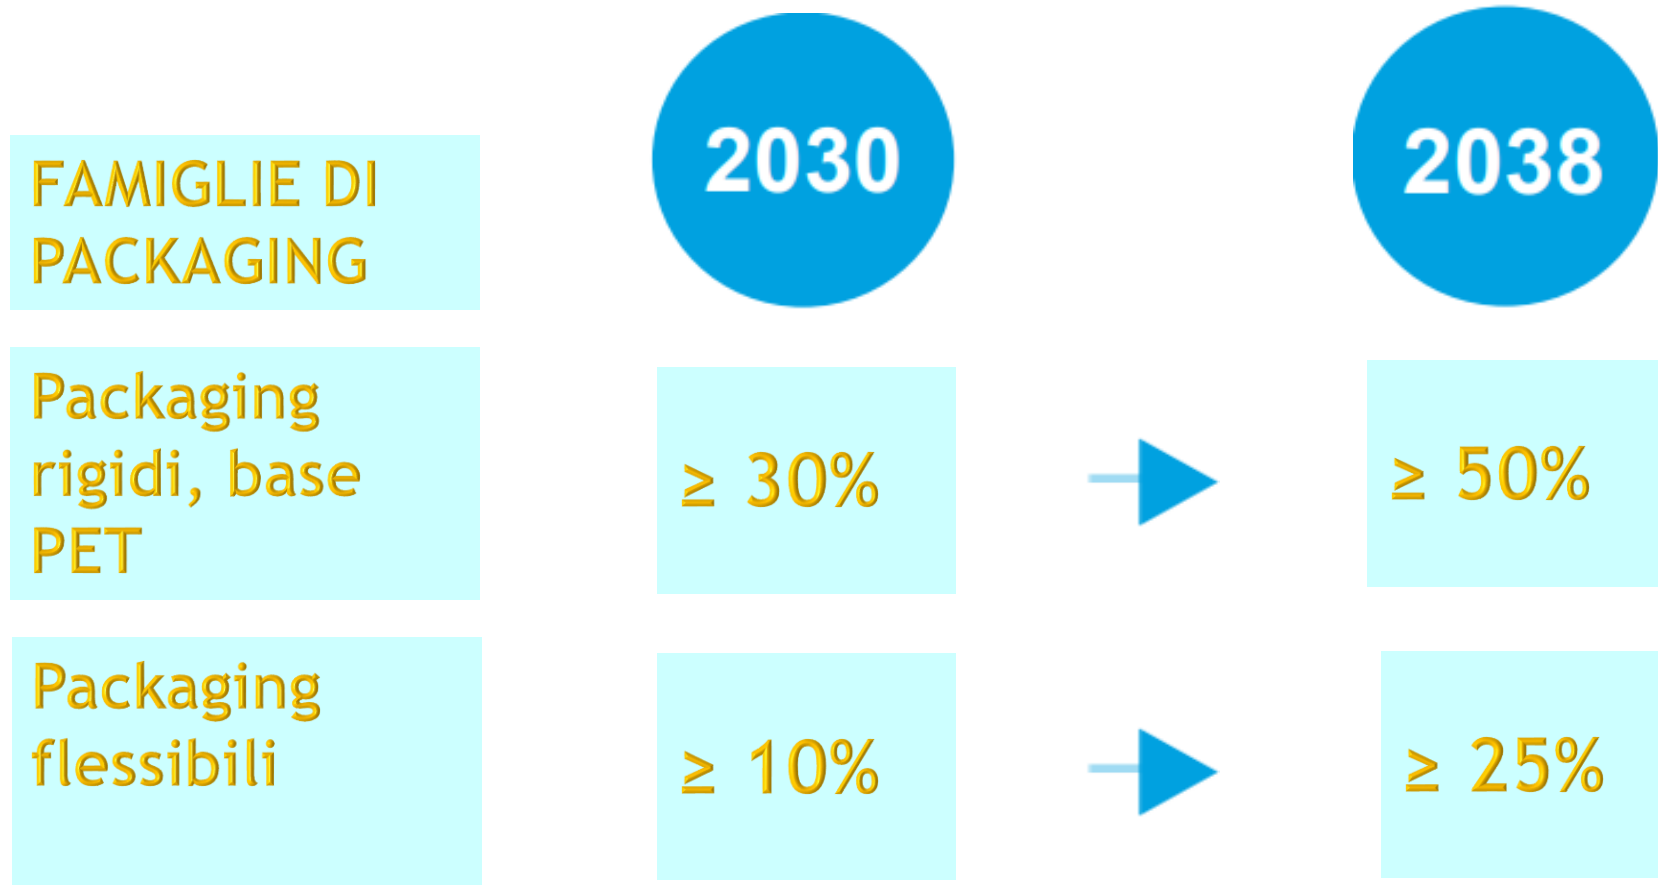 2030
2038
FAMIGLIE DI
PACKAGING
Packaging
rigidi, base
PET
≥ 30%
≥ 50%
Packaging
flessibili
≥ 10%
≥ 25%